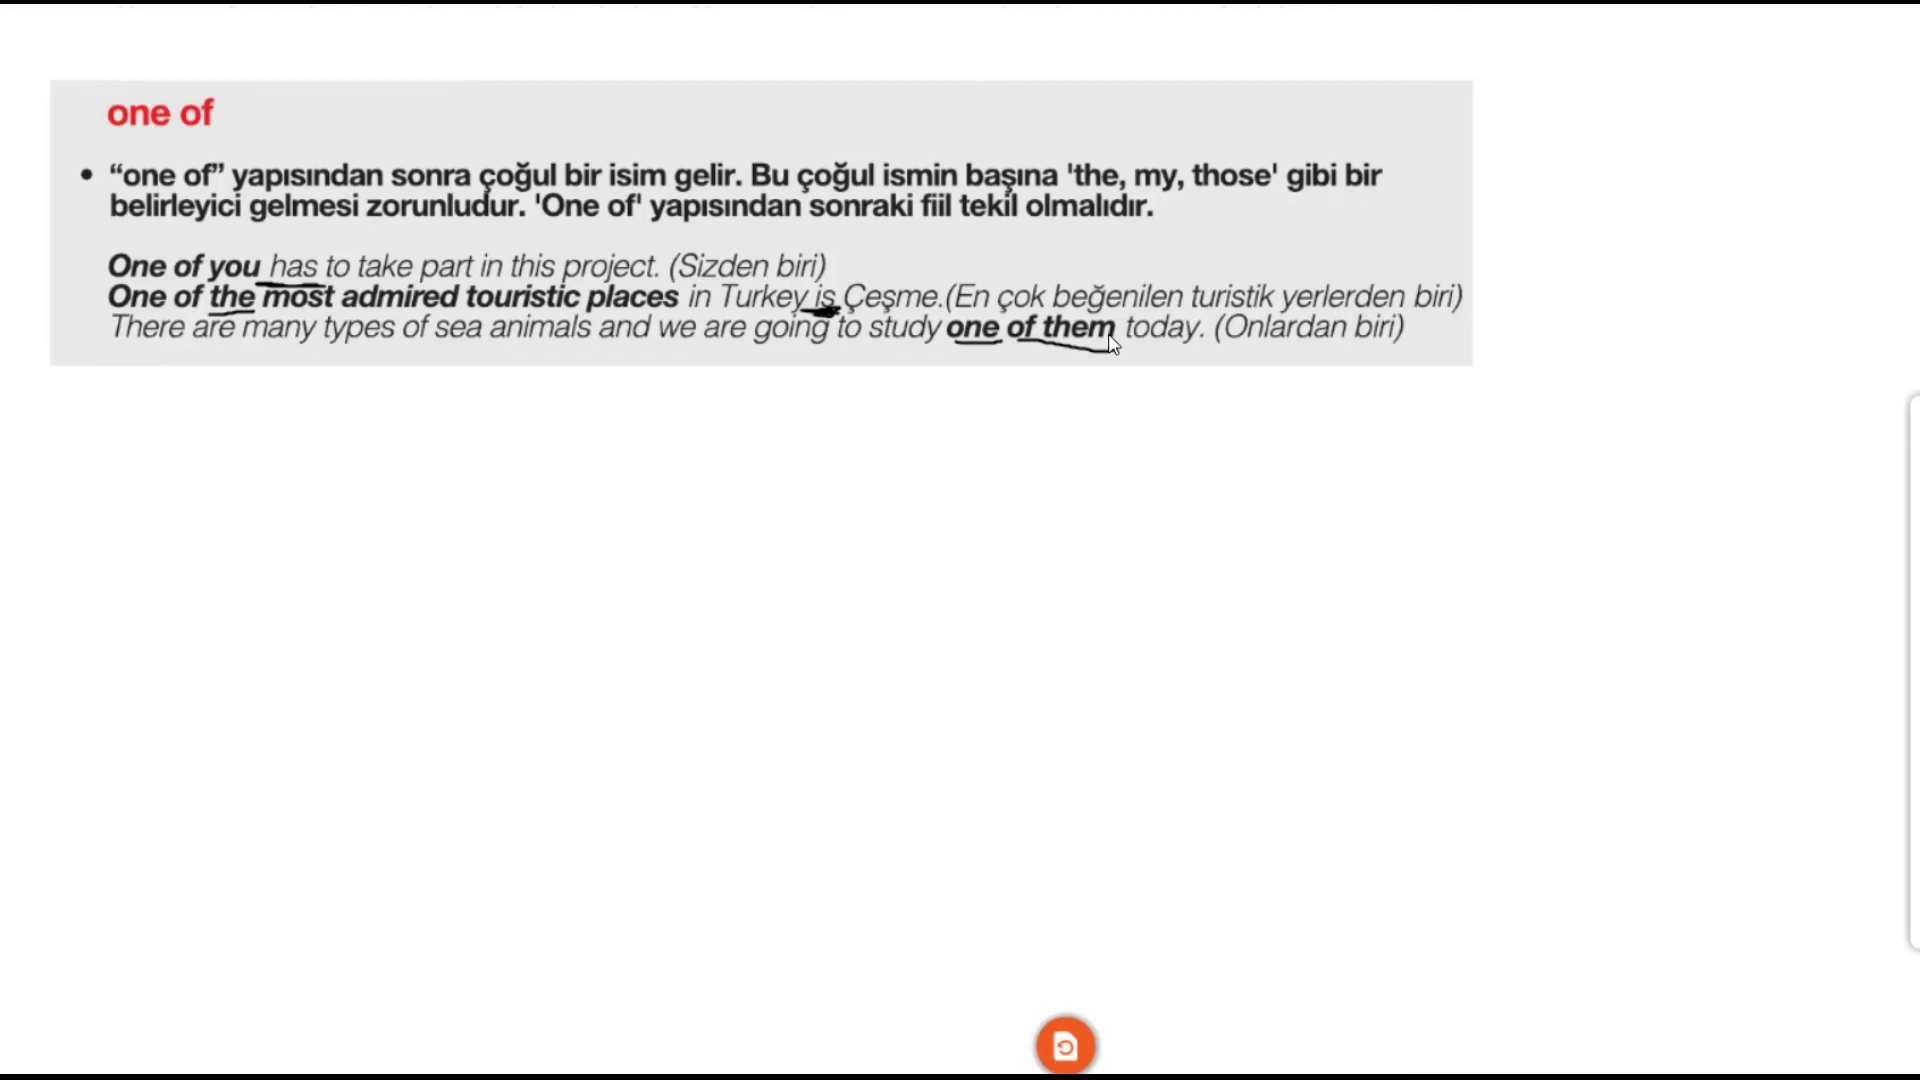 one of
• “one of” yapısından sonra çoğul bir isim gelir. Bu çoğul ismin başına 'the, my, those' gibi bir
belirleyici gelmesi zorunludur. 'One of' yapısından sonraki fiil tekil olmalıdır.
One of you has to take part in this project. (Sizden biri)
One of the most admired touristic places in Turkey is Çeşme.(En çok beğenilen turistik yerlerden biri)
There are many types of sea animals and we are going to study one of them today. (Onlardan biri)